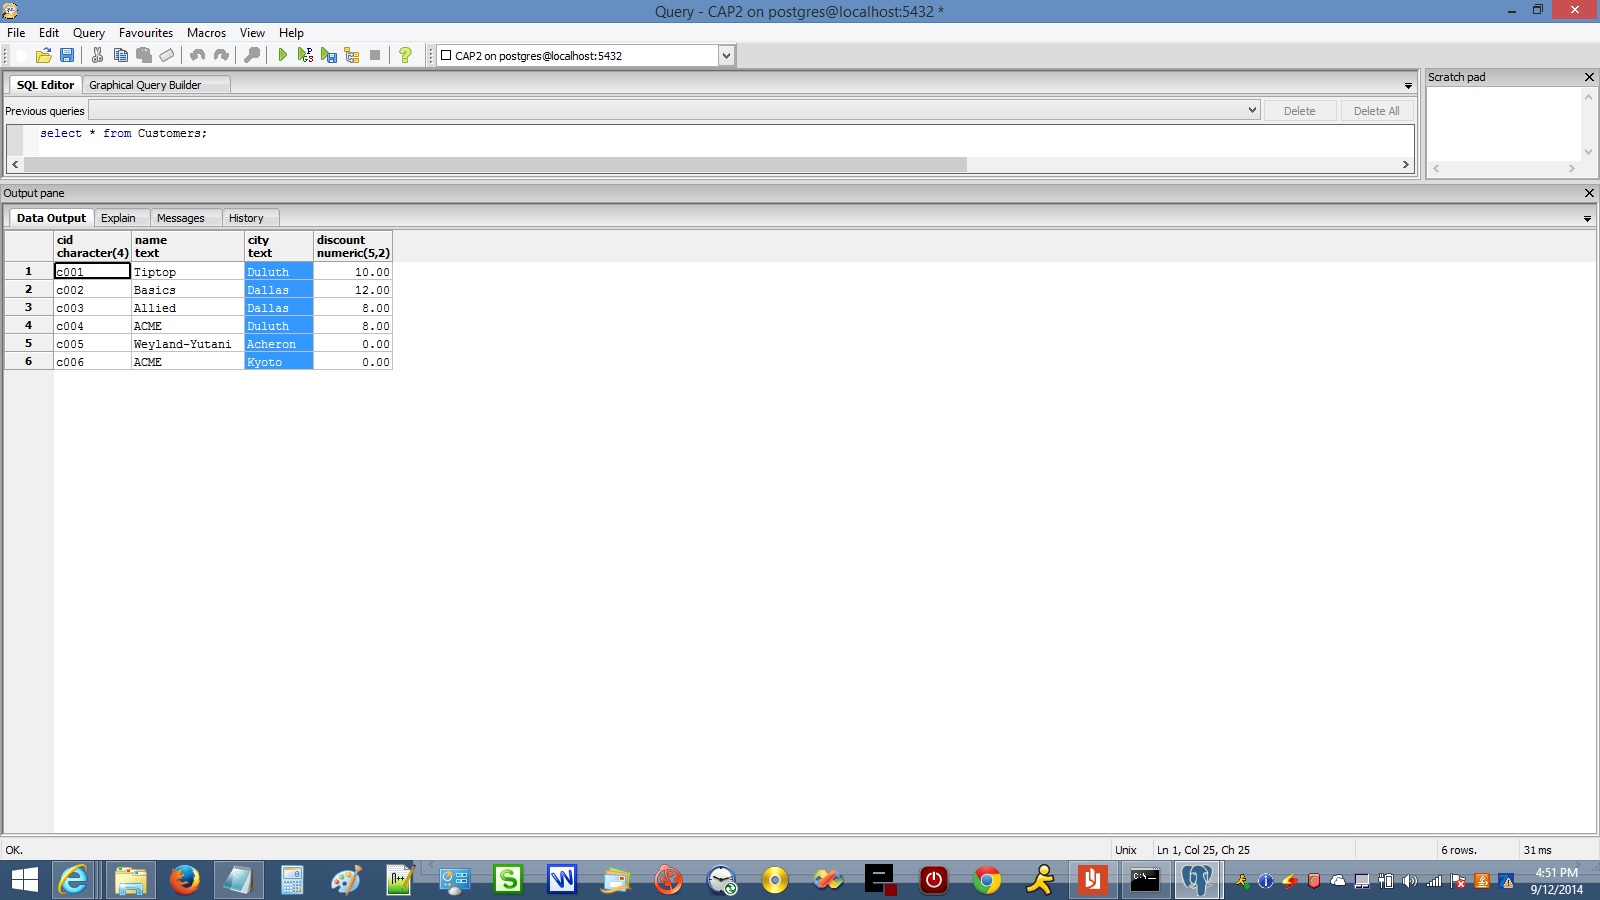 Query - CAP2 on postgres@localhost:5432 *
File Edit Query Favourites Macros View Help
CAP2 on postgres@localhost:5432
SQL Editor Graphical Query Builder
Scratch pad
Previous queries Delete Delete All
select * from Customers;
Output pane
Data Output Explain Messages History
cid name city discount
character(4) text text numeric(5,2)
1 c001 Tiptop Duluth 10.00
2 c002 Basics Dallas 12.00
3 c003 Allied Dallas 8.00
4 c004 ACME Duluth 8.00
5 c005 Weyland-Yutani Acheron 0.00
6 c006 ACME Kyoto 0.00
OK. Unix Ln 1, Col 25, Ch 25 6 rows. 31 ms
4:51 PM
9/12/2014